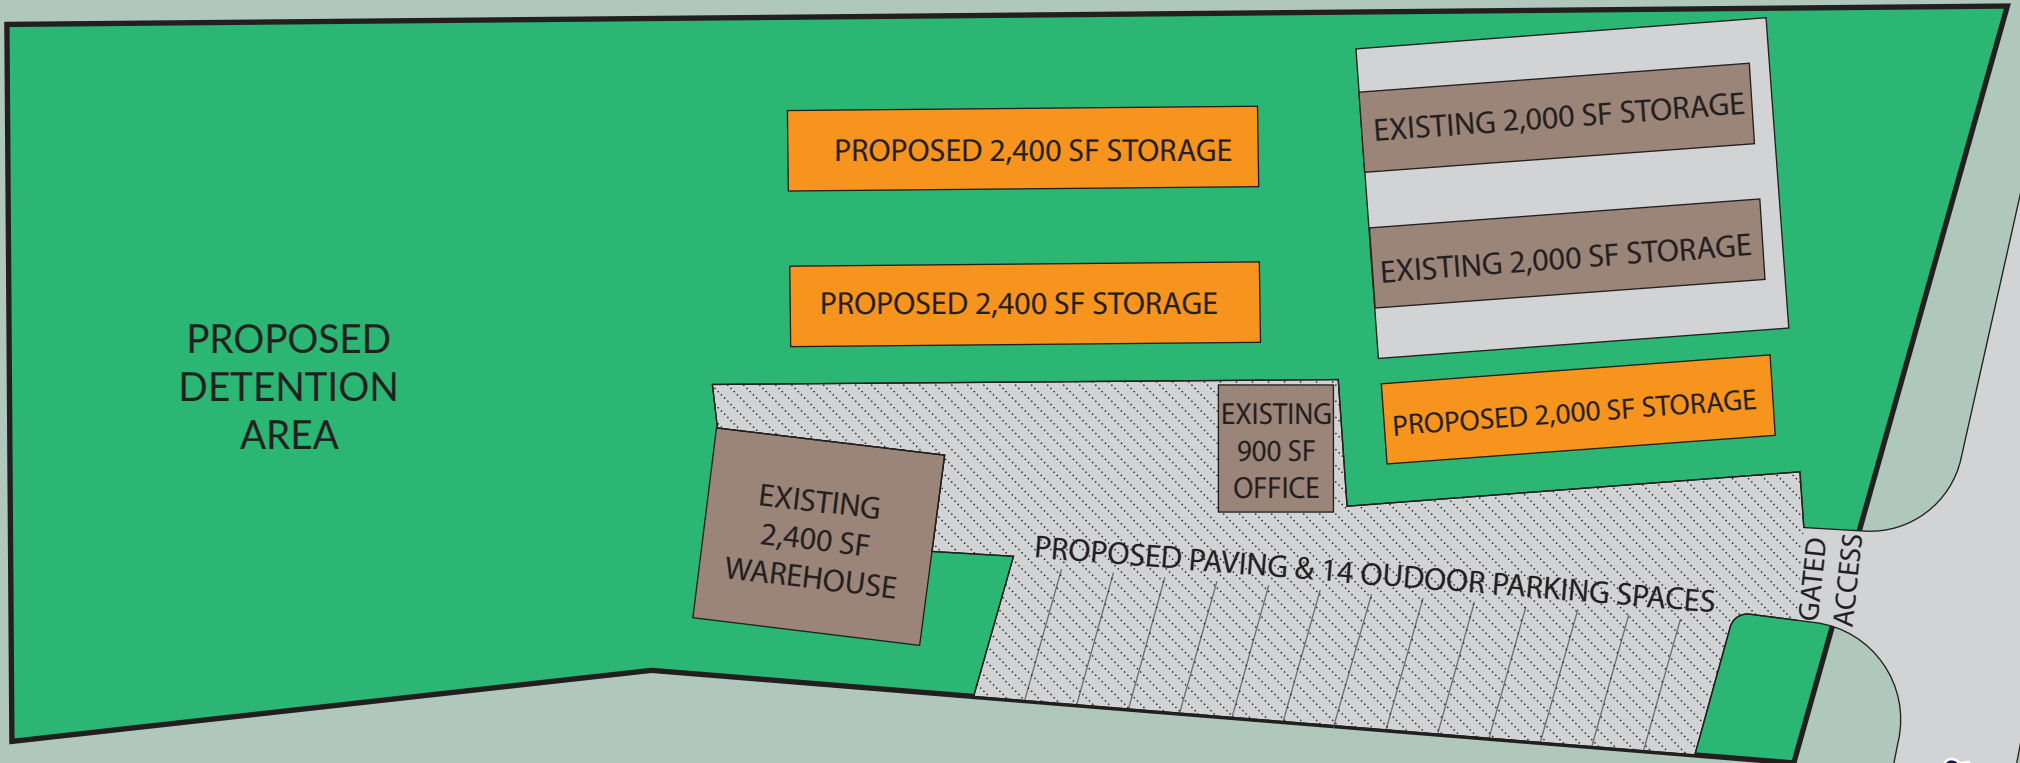 PROPOSED 2,400 SF STORAGE
EXISTING 2,000 SF STORAGE
EXISTING 2,000 SF STORAGE
PROPOSED 2,400 SF STORAGE
PROPOSED
DETENTION
AREA
PROPOSED 2,000 SF STORAGE
EXISTING
900 SF
OFFICE
EXISTING
2,400 SF
WAREHOUSE
PROPOSED PAVING & 14 OUDOOR PARKING SPACES
GATED
ACCESS